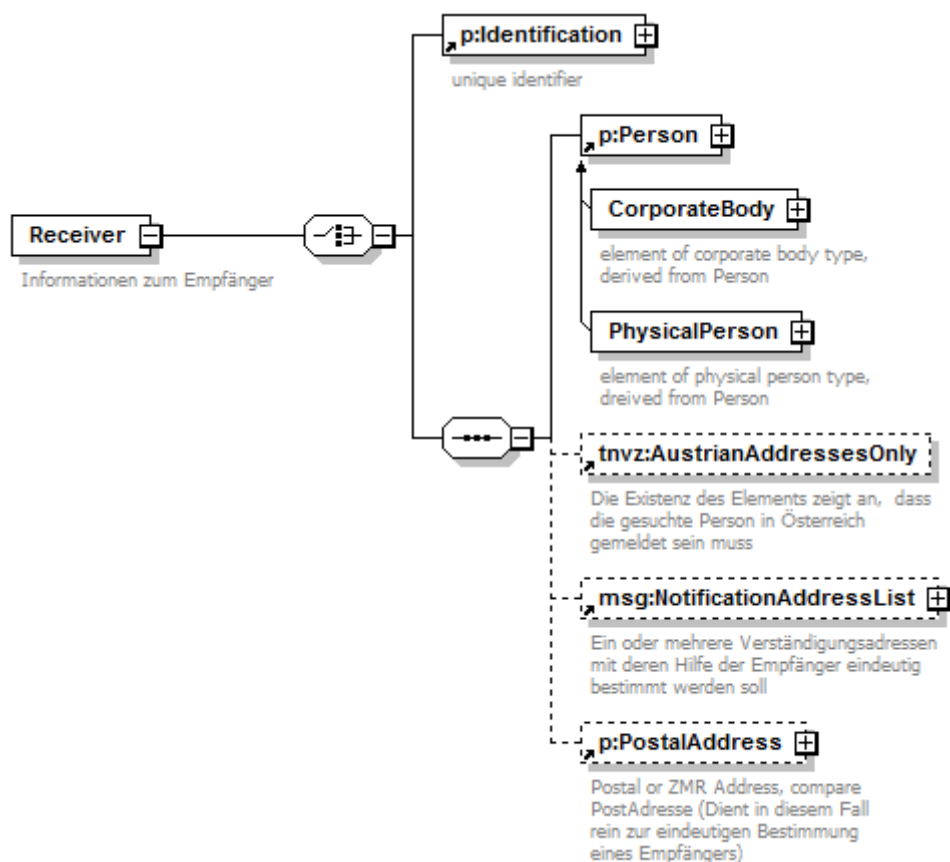 p:Identification
unique identifier
p:Person
CorporateBody
element of corporate body type,
derived from Person
Receiver
Informationen zum Empfänger
PhysicalPerson
element of physical person type,
dreived from Person
tnvz:AustrianAddressesOnly
Die Existenz des Elements zeigt an, dass
die gesuchte Person in Österreich
gemeldet sein muss
msg:NotificationAddressList
Ein oder mehrere Verständigungsadressen
mit deren Hilfe der Empfänger eindeutig
bestimmt werden soll
p:PostalAddress
Postal or ZMR Address, compare
PostAdresse (Dient in diesem Fall
rein zur eindeutigen Bestimmung
eines Empfängers)